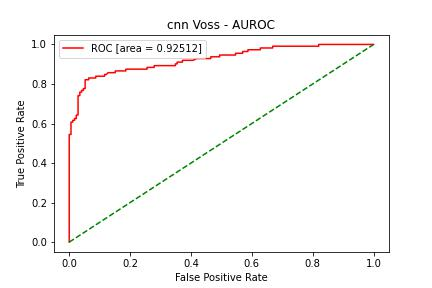 cnn Voss - AUROC
ROC [area = 0.92512]
True Positive Rate
1.0
0.8
0.6
0.4
0.2
0.0
0.0 0.2 0.4 0.6 0.8 1.0
False Positive Rate